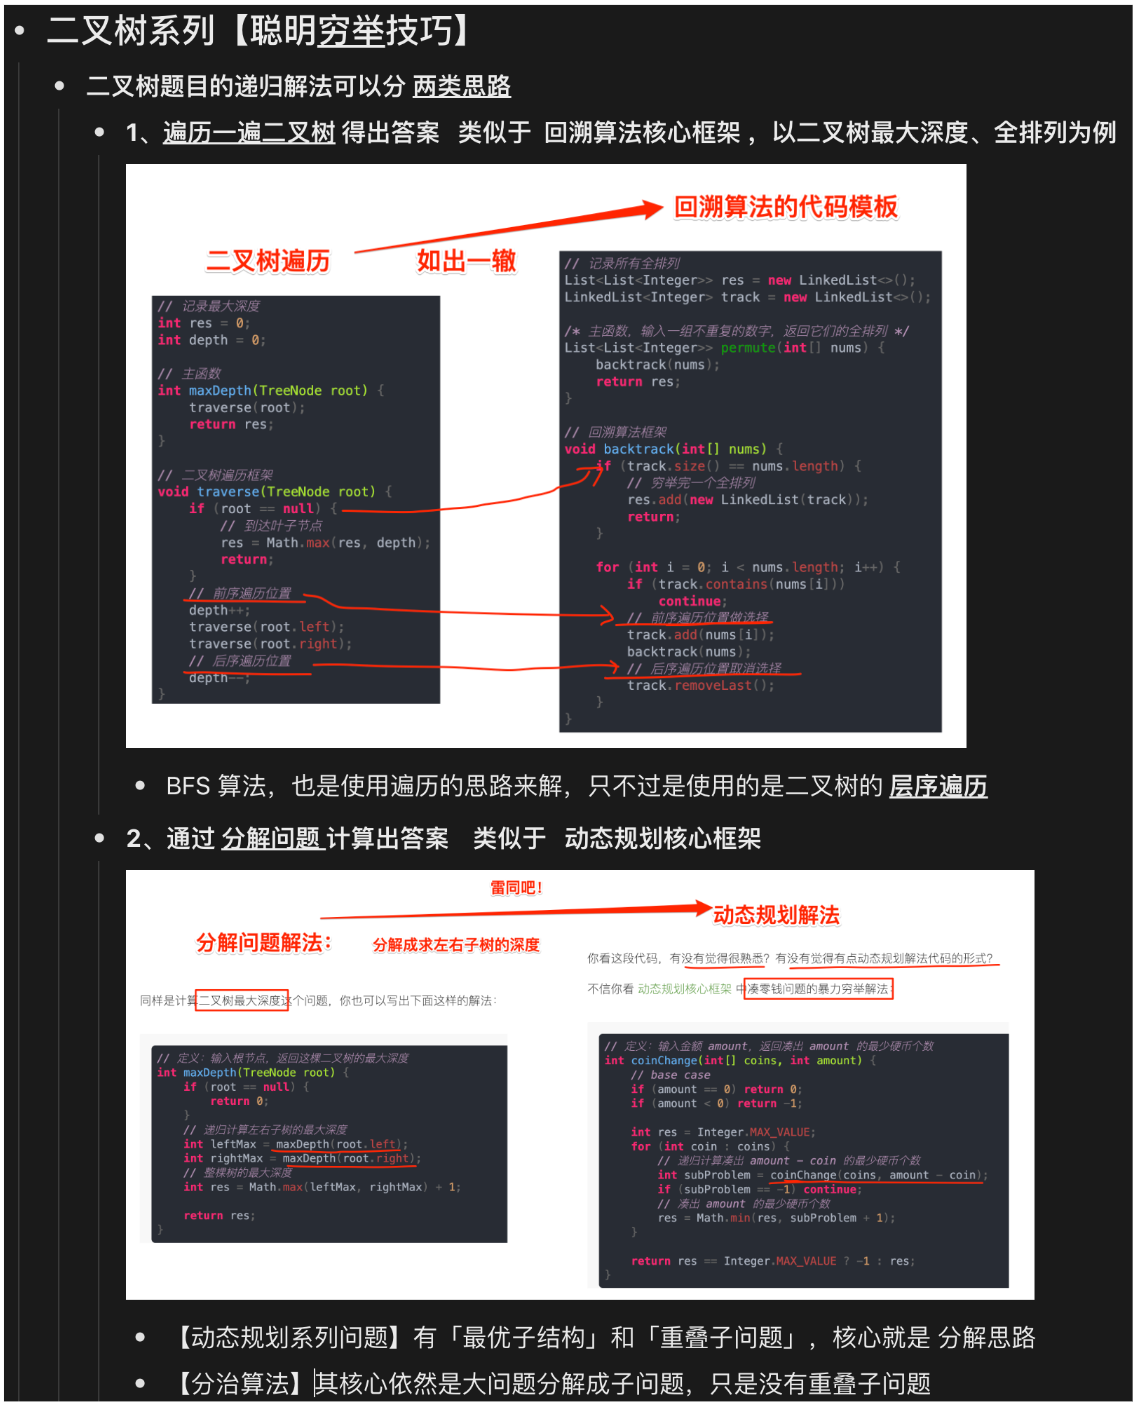 二叉树系列【聪明穷举技巧】
二叉树题目的递归解法可以分 两类思路
1、遍历一遍二叉树 得出答案 类似于 回溯算法核心框架 ，以二叉树最大深度、全排列为例
回溯算法的代码模板
二叉树遍历
如出一辙
// 记录最大深度
int res = 0;
int depth = 0;
// 主函数
int maxDepth(TreeNode root) {
traverse(root);
return res;
}
// 二叉树遍历框架
void traverse(TreeNode root) {
if (root == null) {
// 到达叶子节点
res = Math.max(res, depth);
return;
}
// 前序遍历位置
depth++;
traverse(root.left);
traverse(root.right);
// 后序遍历位置
depth--;
}
// 记录所有全排列
List<List<Integer>> res = new LinkedList<>();
LinkedList<Integer> track = new LinkedList<>();
/* 主函数，输入一组不重复的数字，返回它们的全排列 */
List<List<Integer>> permute(int[] nums) {
backtrack(nums);
return res;
}
// 回溯算法框架
void backtrack(int[] nums) {
if (track.size() == nums.length) {
// 穷举完一个全排列
res.add(new LinkedList(track));
return;
}
for (int i = 0; i < nums.length; i++) {
if (track.contains(nums[i]))
continue;
// 前序遍历位置做选择
track.add(nums[i]);
backtrack(nums);
// 后序遍历位置取消选择
track.removeLast();
}
}
BFS 算法，也是使用遍历的思路来解，只不过是使用的是二叉树的 层序遍历
2、通过 分解问题 计算出答案 类似于 动态规划核心框架
雷同吧！
动态规划解法
分解问题解法：
分解成求左右子树的深度
同样是计算二叉树最大深度这个问题，你也可以写出下面这样的解法：
// 定义：输入根节点，返回这棵二叉树的最大深度
int maxDepth(TreeNode root) {
if (root == null) {
return 0;
}
// 递归计算左右子树的最大深度
int leftMax = maxDepth(root.left);
int rightMax = maxDepth(root.right);
// 整棵树的最大深度
int res = Math.max(leftMax, rightMax) + 1;
return res;
}
你看这段代码，有没有觉得很熟悉？有没有觉得有点动态规划解法代码的形式？
不信你看 动态规划核心框架 中凑零钱问题的暴力穷举解法：
// 定义：输入金额 amount，返回凑出 amount 的最少硬币个数
int coinChange(int[] coins, int amount) {
// base case
if (amount == 0) return 0;
if (amount < 0) return -1;
int res = Integer.MAX_VALUE;
for (int coin : coins) {
// 递归计算凑出 amount - coin 的最少硬币个数
int subProblem = coinChange(coins, amount - coin);
if (subProblem == -1) continue;
// 凑出 amount 的最少硬币个数
res = Math.min(res, subProblem + 1);
}
return res == Integer.MAX_VALUE ? -1 : res;
}
【动态规划系列问题】有「最优子结构」和「重叠子问题」，核心就是 分解思路
【分治算法】其核心依然是大问题分解成子问题，只是没有重叠子问题